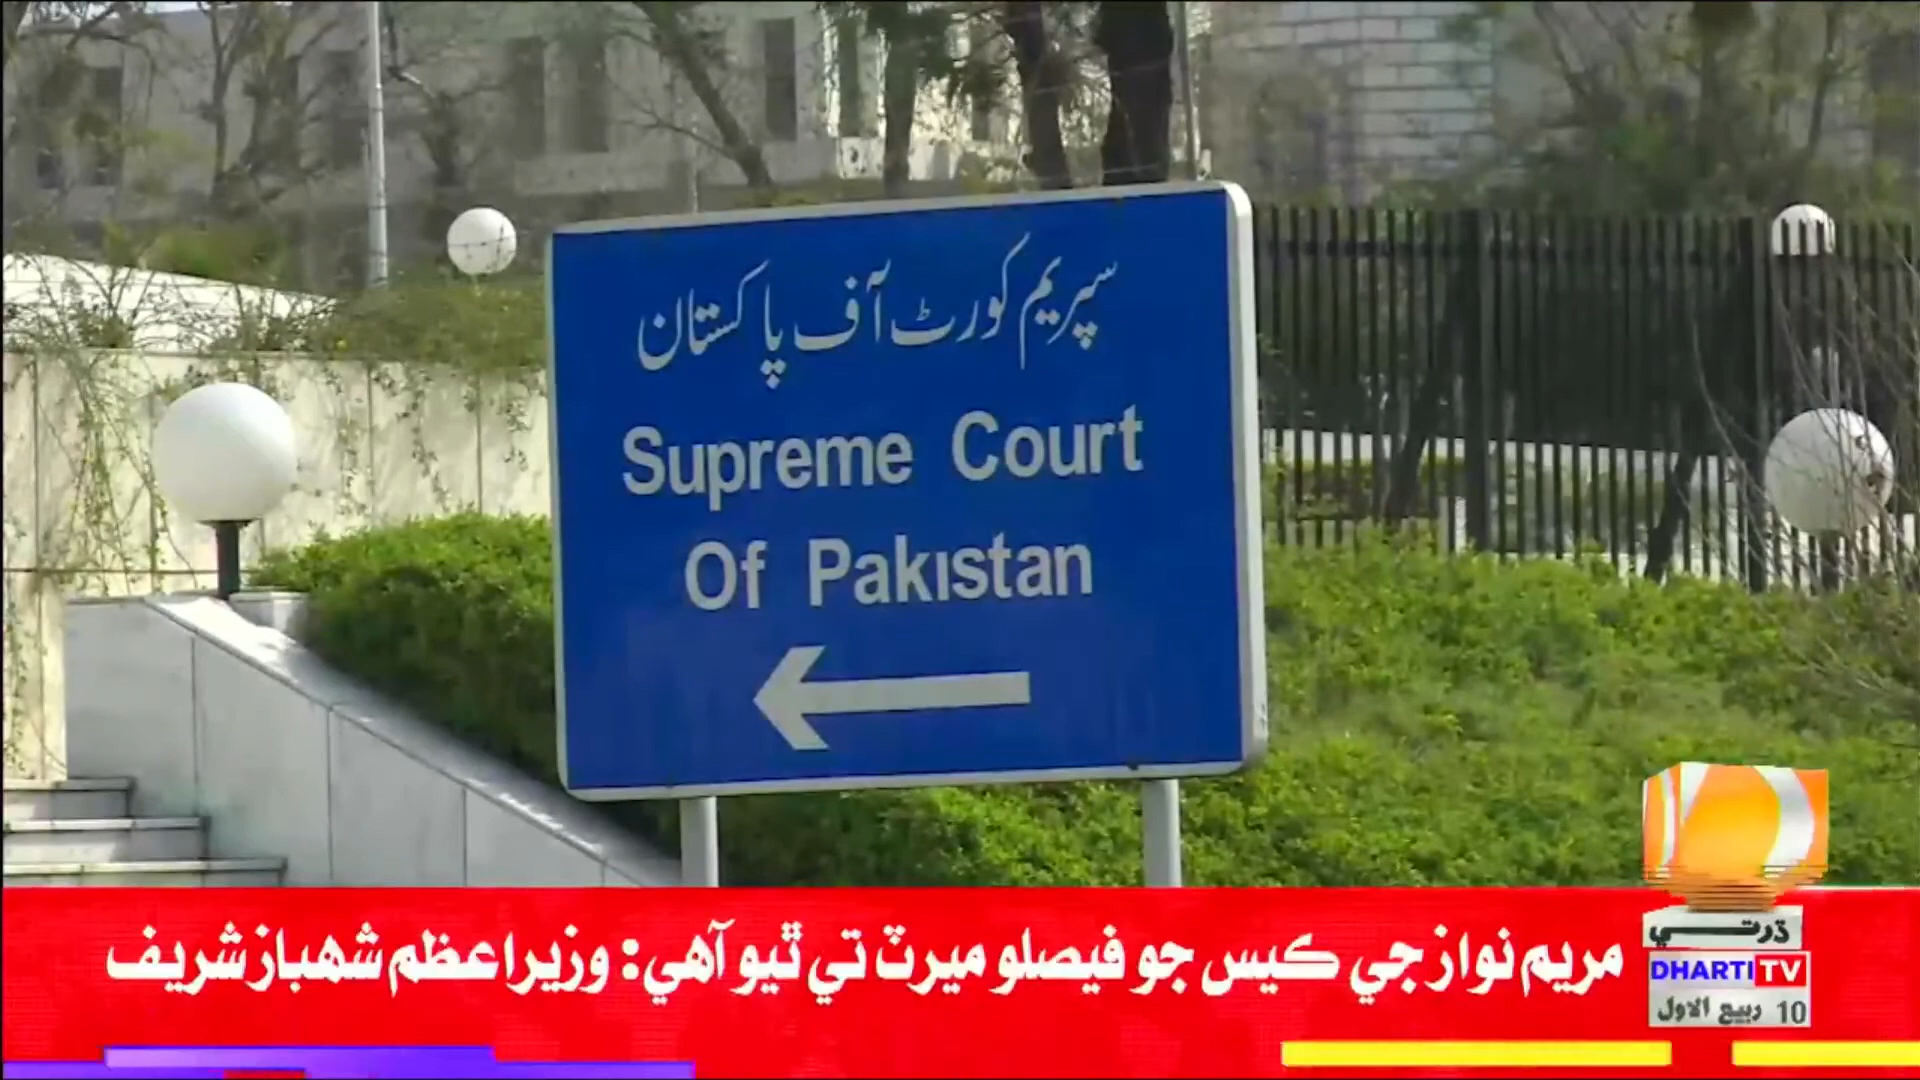 سپریم کورٹ آف پاکستان
Supreme Court
Of Pakıstan
مريم نواز جي ڪيس جو فيصلو ميرٽ تي ٿيو آهي: وزيراعظم شهباز شريف
ڌرتي
DHARTI TV
10 ربيع الاول